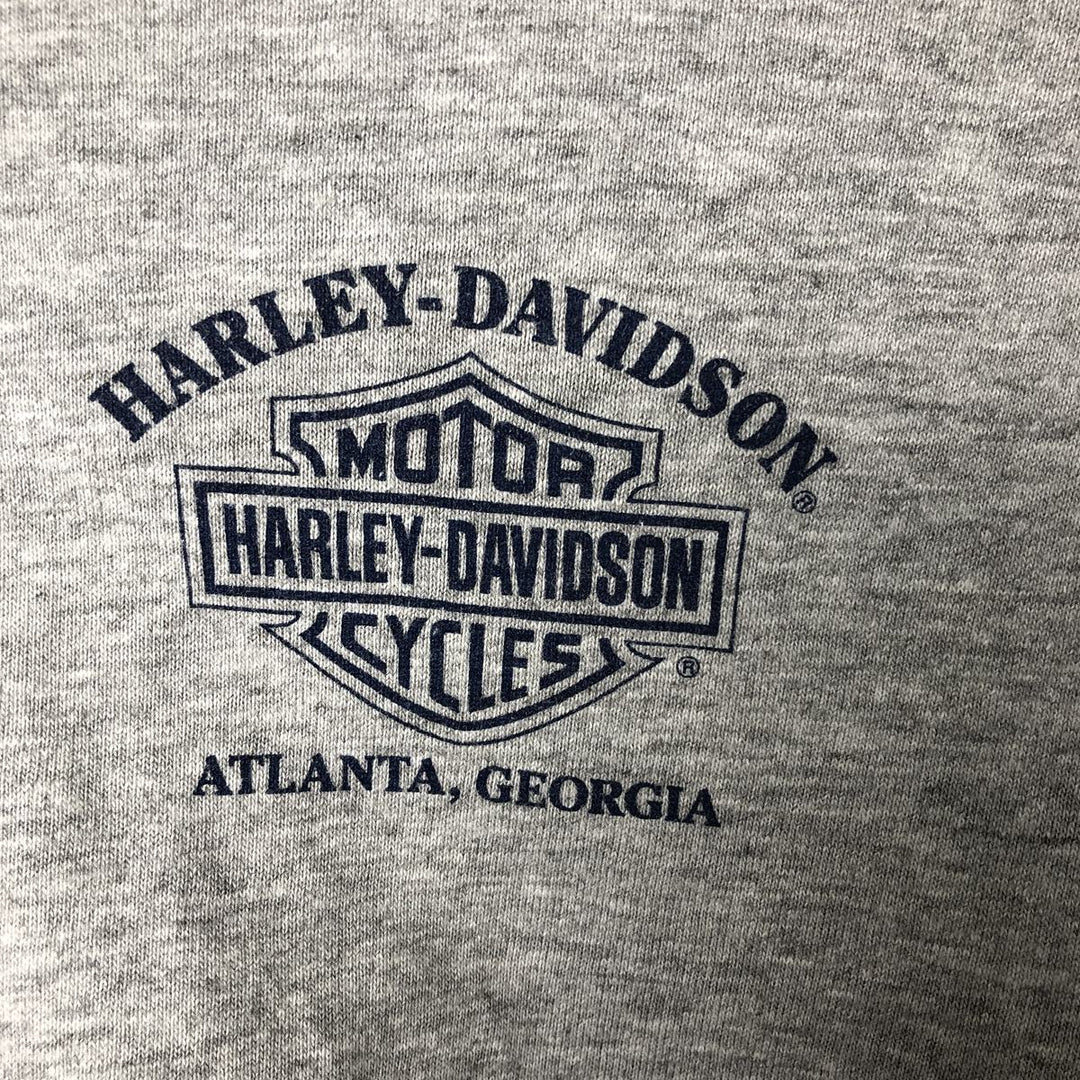 HARLEY-DAVIDSON®
MOTOR
HARLEY-DAVIDSON
CYCLES
®
ATLANTA, GEORGIA